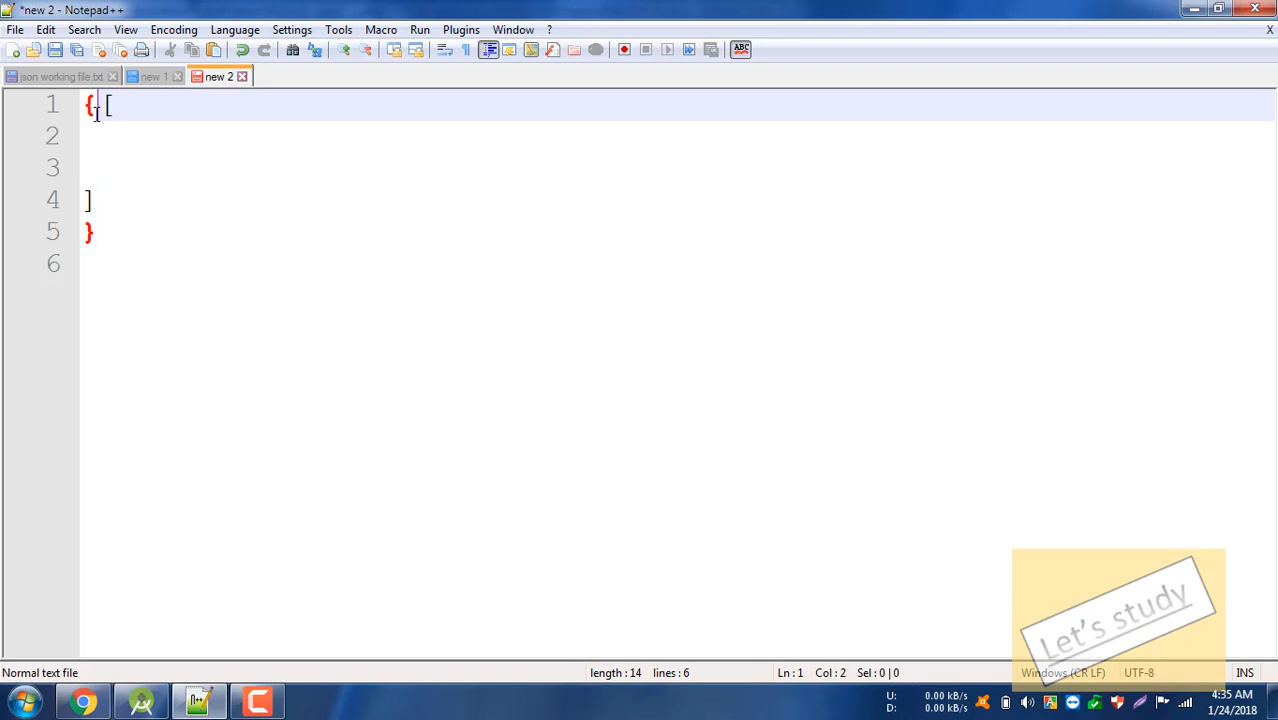 *new 2 - Notepad++
File Edit Search View Encoding Language Settings Tools Macro Run Plugins Window ? X
ABC
json working file.txt new 1 new 2
1 { [
2
3
4 ]
5 }
6
Let's study
Normal text file length : 14 lines : 6 Ln : 1 Col : 2 Sel : 0 | 0 Windows (CR LF) UTF-8 INS
U: 0.00 kB/s
D: 0.00 kB/s
4:35 AM
1/24/2018